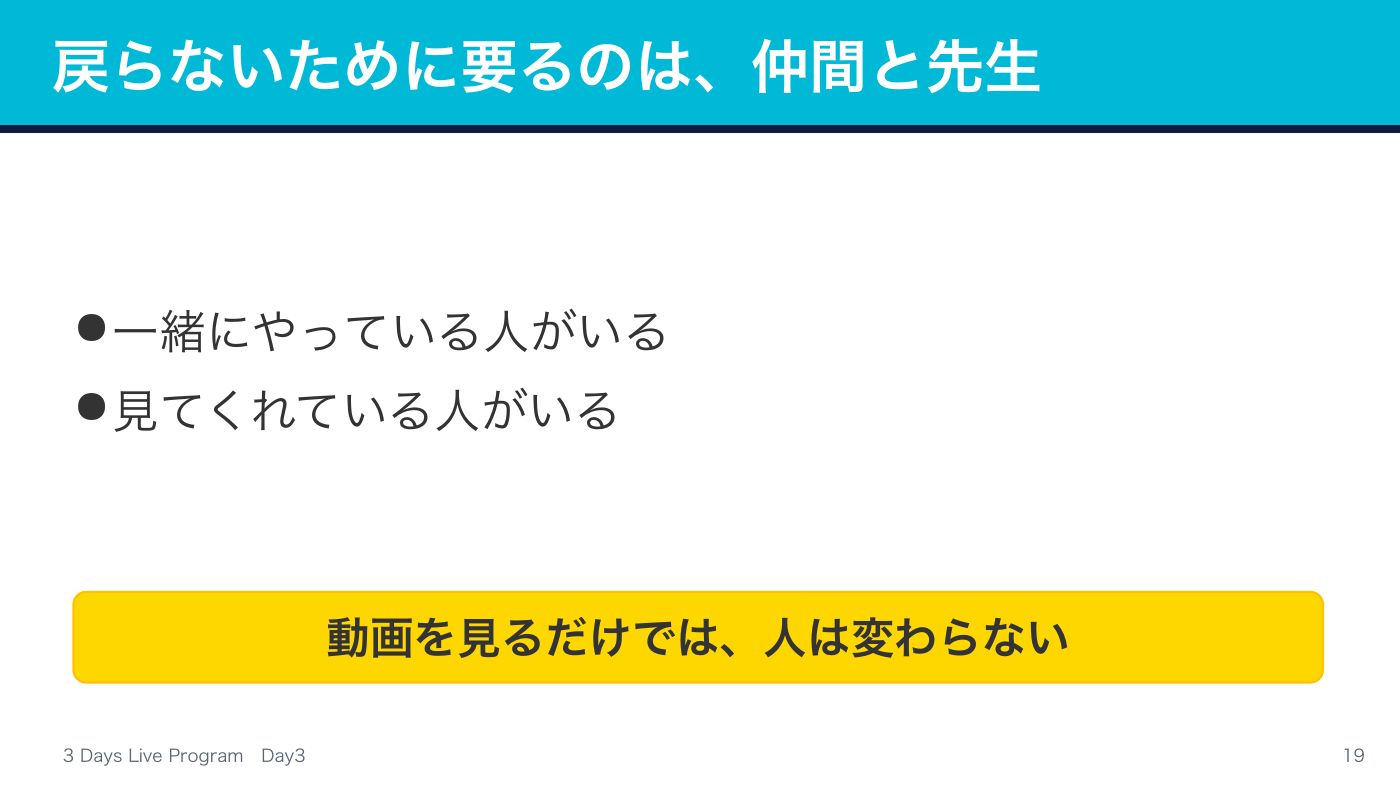 戻らないために要るのは、仲間と先生
●一緒にやっている人がいる
●見てくれている人がいる
動画を見るだけでは、人は変わらない
3 Days Live Program　Day3
19